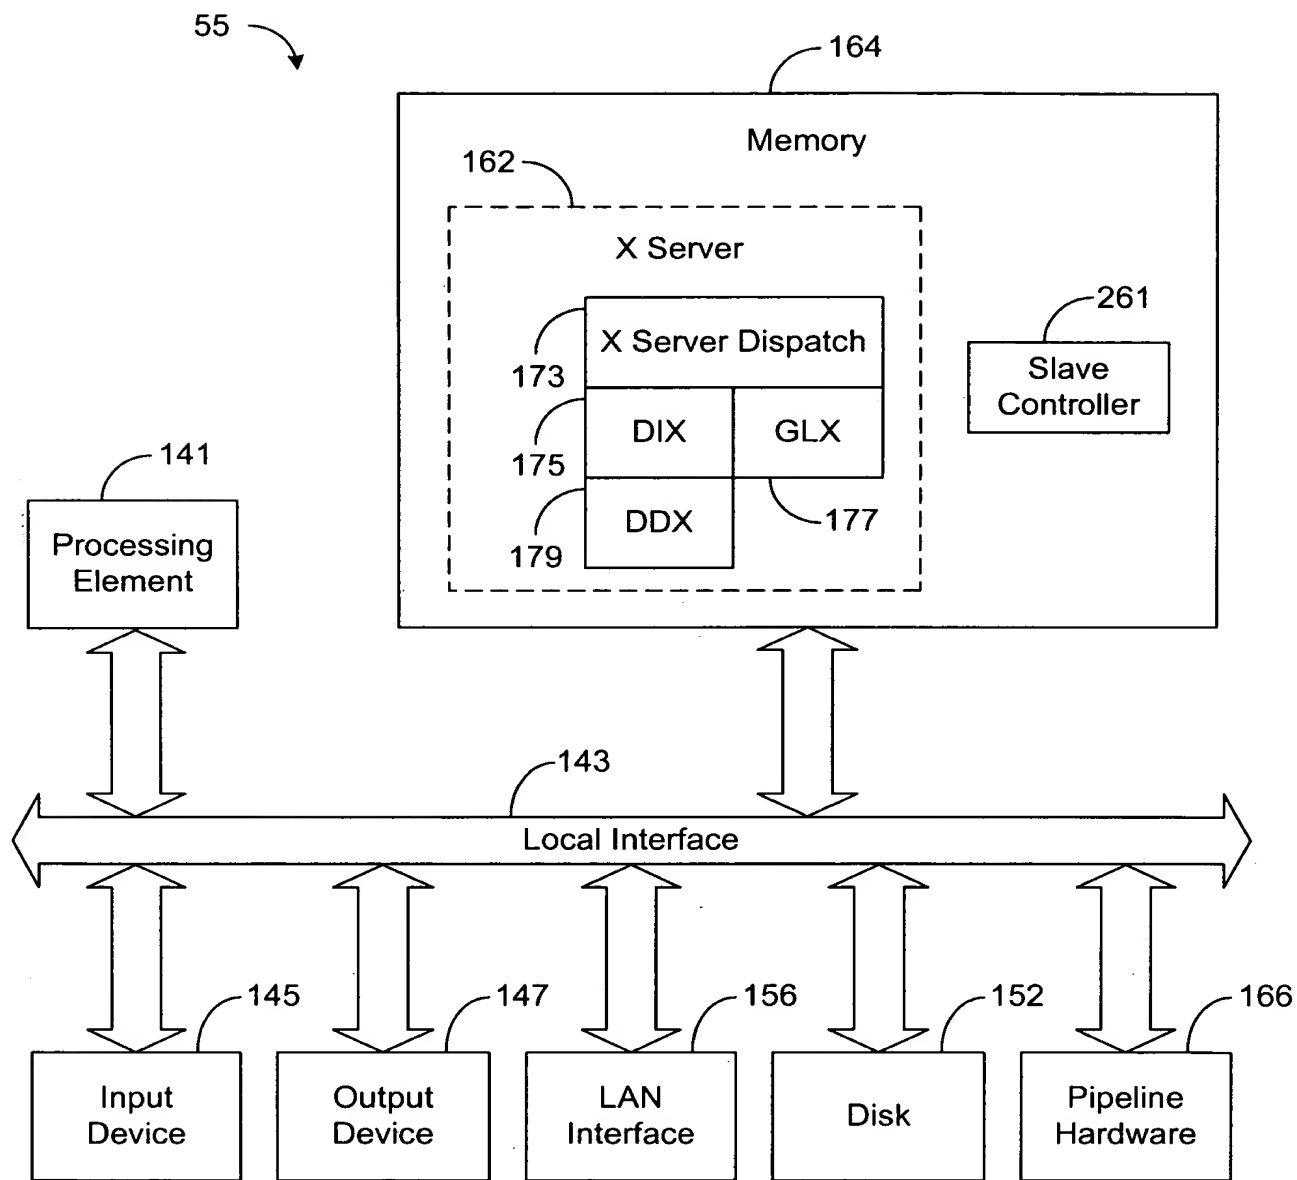 55
164
Memory
162
X Server
261
X Server Dispatch
173
Slave
Controller
DIX
GLX
175
141
177
DDX
179
Processing
Element
143
Local Interface
145
147
156
152
166
Input
Device
Output
Device
LAN
Interface
Disk
Pipeline
Hardware